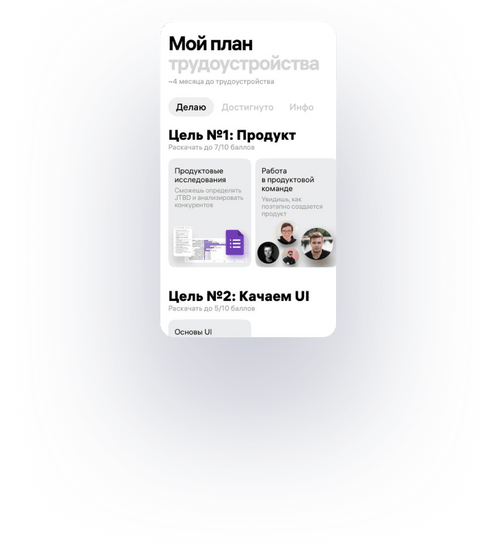 Мой план
трудоустройства
~4 месяца до трудоустройства
Делаю Достигнуто Инфо
Цель №1: Продукт
Раскачать до 7/10 баллов
Продуктовые
исследования
Сможешь определять
JTBD и анализировать
конкурентов
Работа
в продуктовой
команде
Увидишь, как
поэтапно создается
продукт
Цель №2: Качаем UI
Раскачать до 5/10 баллов
Основы UI